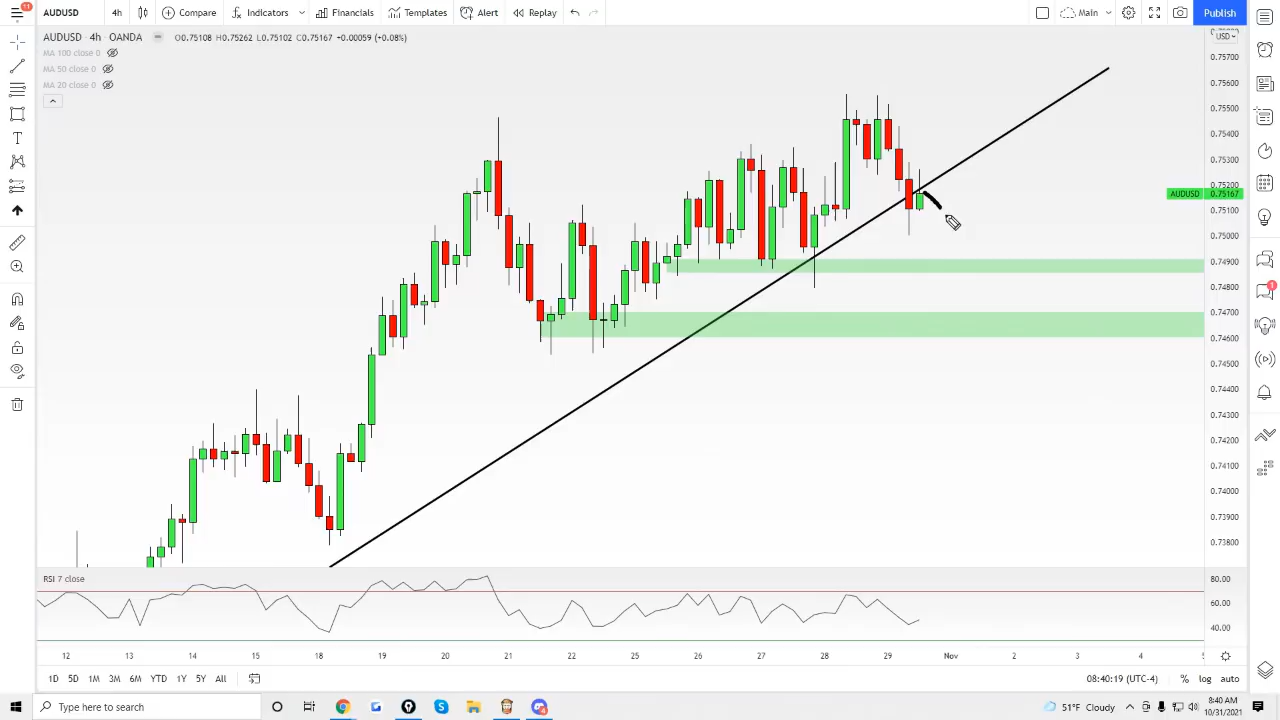 11
AUDUSD 4h Compare Indicators Financials Templates Alert Replay Main Publish
AUDUSD · 4h · OANDA O0.75108 H0.75262 L0.75102 C0.75167 +0.00059 (+0.08%)
MA 100 close 0
MA 50 close 0
MA 20 close 0
USD
0.75700
0.75600
0.75500
0.75400
0.75300
0.75200
AUDUSD 0.75167
0.75100
0.75000
0.74900
0.74800
0.74700
0.74600
0.74500
0.74400
0.74300
0.74200
0.74100
0.74000
0.73900
0.73800
1
RSI 7 close
80.00
60.00
40.00
12 13 14 15 18 19 20 21 22 25 26 27 28 29 Nov 2 3 4
1D 5D 1M 3M 6M YTD 1Y 5Y All 08:40:19 (UTC-4) % log auto
Type here to search
51°F Cloudy
8:40 AM
10/31/2021